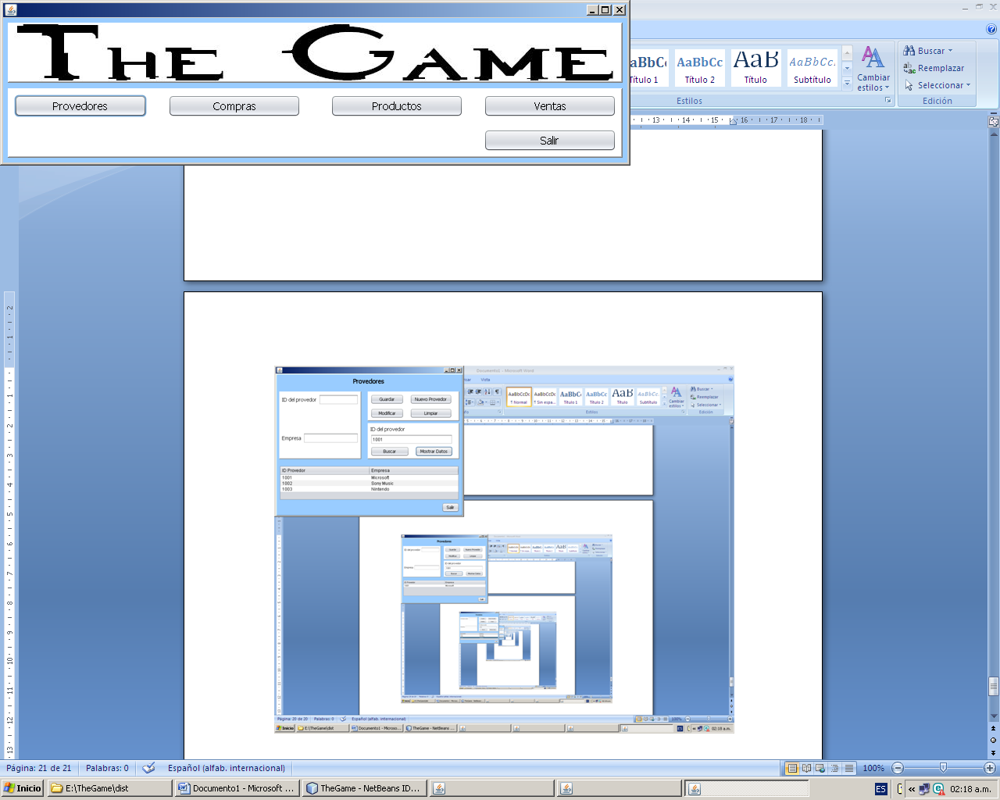 The Game
Provedores Compras Productos Ventas
Salir
Título 1 Título 2 Título Subtítulo
Cambiar estilos
Estilos
Buscar
Reemplazar
Seleccionar
Edición
13 14 15 16 17 18
Provedores
ID del provedor
Guardar Nuevo Provedor
Modificar Limpiar
Empresa
ID del provedor
1001
Buscar Mostrar Datos
ID Provedor Empresa
1001 Microsoft
1002 Sony Music
1003 Nintendo
Salir
Documento1 - Microsoft Word
Vista
AaBbCcDc AaBbCcDc AaBbC AaBbCc AaB AaBbCc.
¶ Normal ¶ Sin espa... Título 1 Título 2 Título Subtítulo
Cambiar estilos
Estilos
Buscar
Reemplazar
Seleccionar
Edición
Página: 20 de 20 Palabras: 0 Español (alfab. internacional) 100%
Inicio E:\TheGame\dist Documento1 - Microso... TheGame - NetBeans ... ES 02:18 a.m.
Página: 21 de 21 Palabras: 0 Español (alfab. internacional) 100%
Inicio E:\TheGame\dist Documento1 - Microsoft ... TheGame - NetBeans ID... ES « 02:18 a.m.